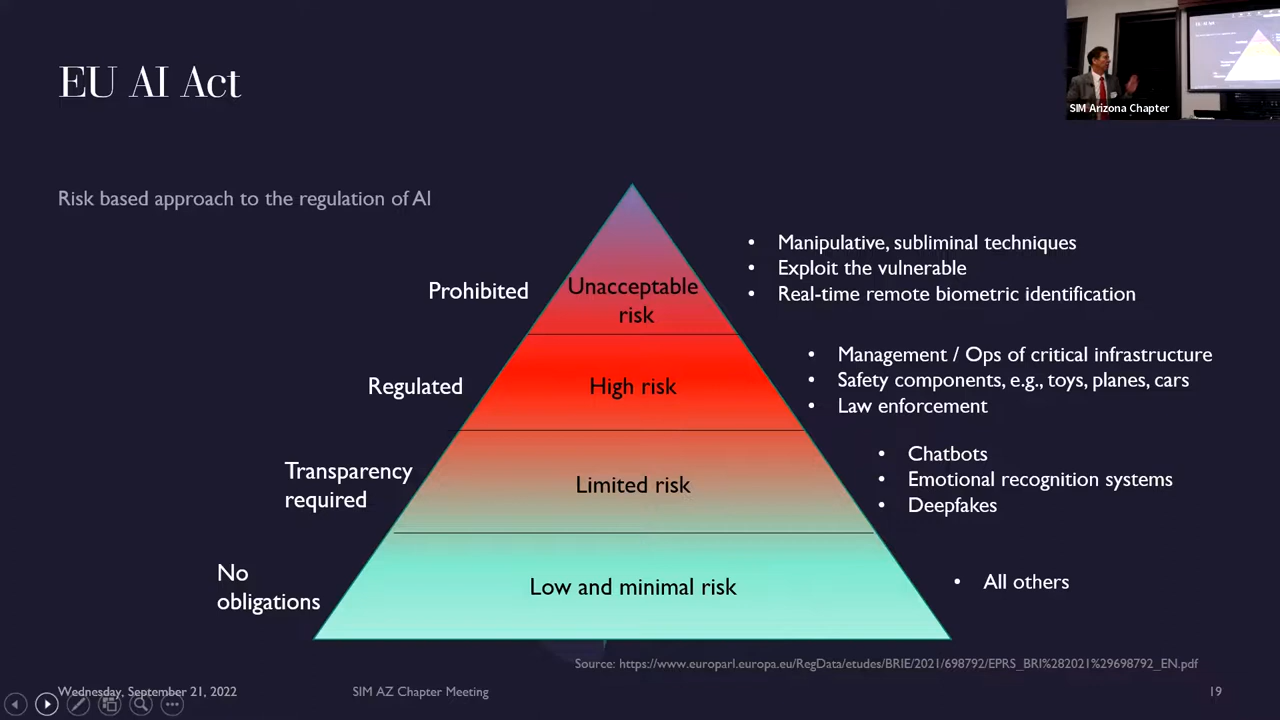 EU AI Act
SIM Arizona Chapter
Risk based approach to the regulation of AI
Prohibited
Unacceptable
risk
• Manipulative, subliminal techniques
• Exploit the vulnerable
• Real-time remote biometric identification
Regulated
High risk
• Management / Ops of critical infrastructure
• Safety components, e.g., toys, planes, cars
• Law enforcement
Transparency
required
Limited risk
• Chatbots
• Emotional recognition systems
• Deepfakes
No
obligations
Low and minimal risk
• All others
Source: https://www.europarl.europa.eu/RegData/etudes/BRIE/2021/698792/EPRS_BRI%282021%29698792_EN.pdf
Wednesday, September 21, 2022
SIM AZ Chapter Meeting
19